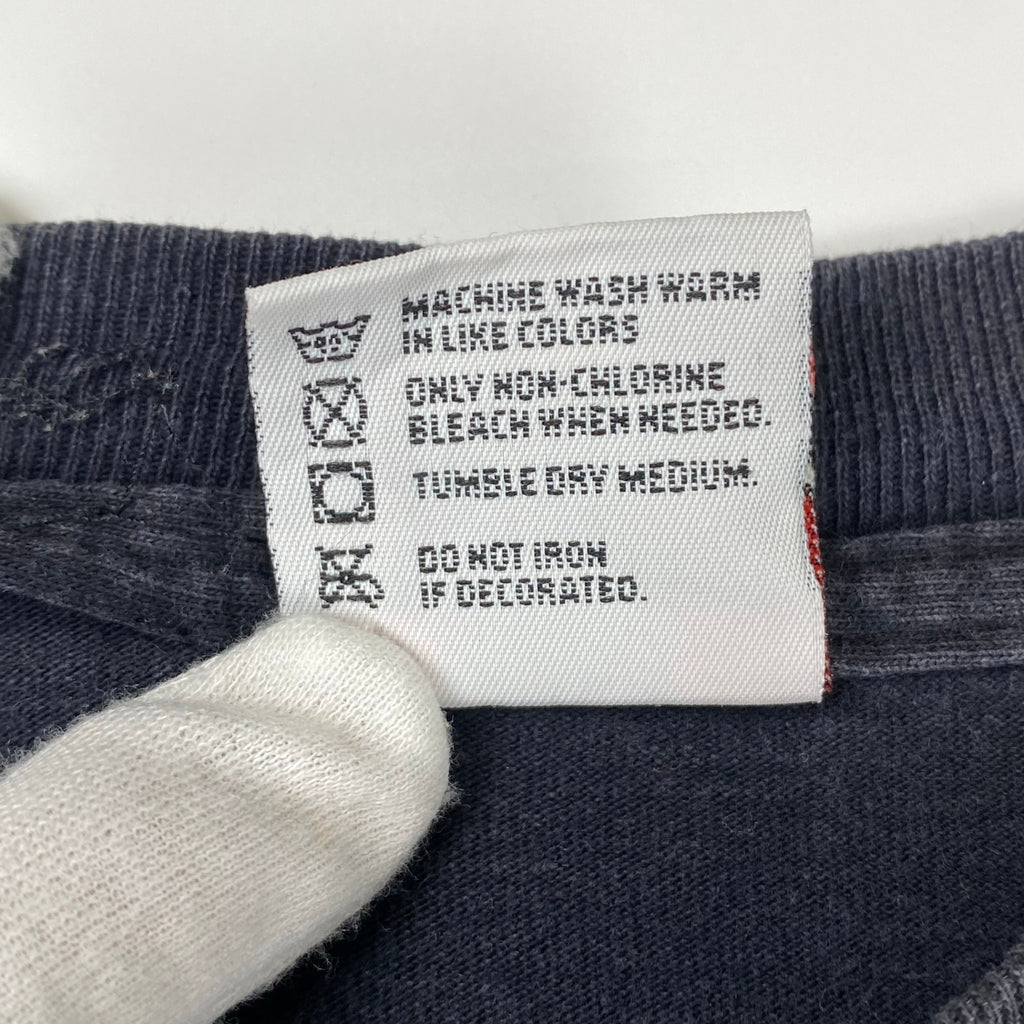 MACHINE WASH WARM
IN LIKE COLORS
ONLY NON-CHLORINE
BLEACH WHEN NEEDED.
TUMBLE DRY MEDIUM.
DO NOT IRON
IF DECORATED.